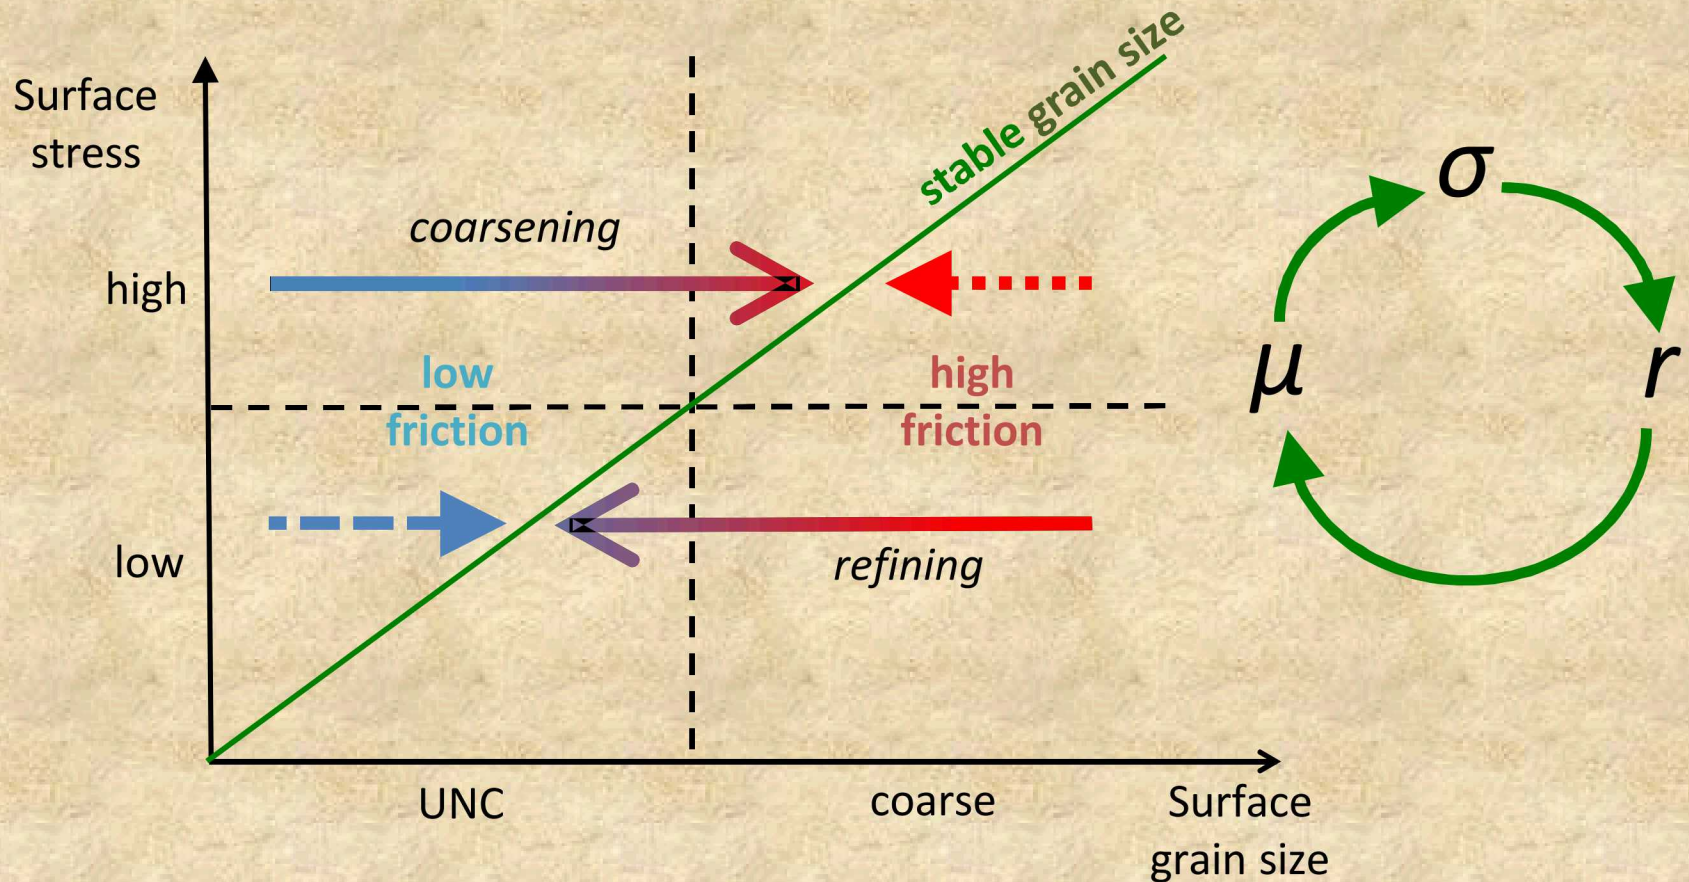 Surface
stress
stable grain size
σ
coarsening
high
low
friction
high
friction
μ
r
low
refining
UNC
coarse
Surface
grain size